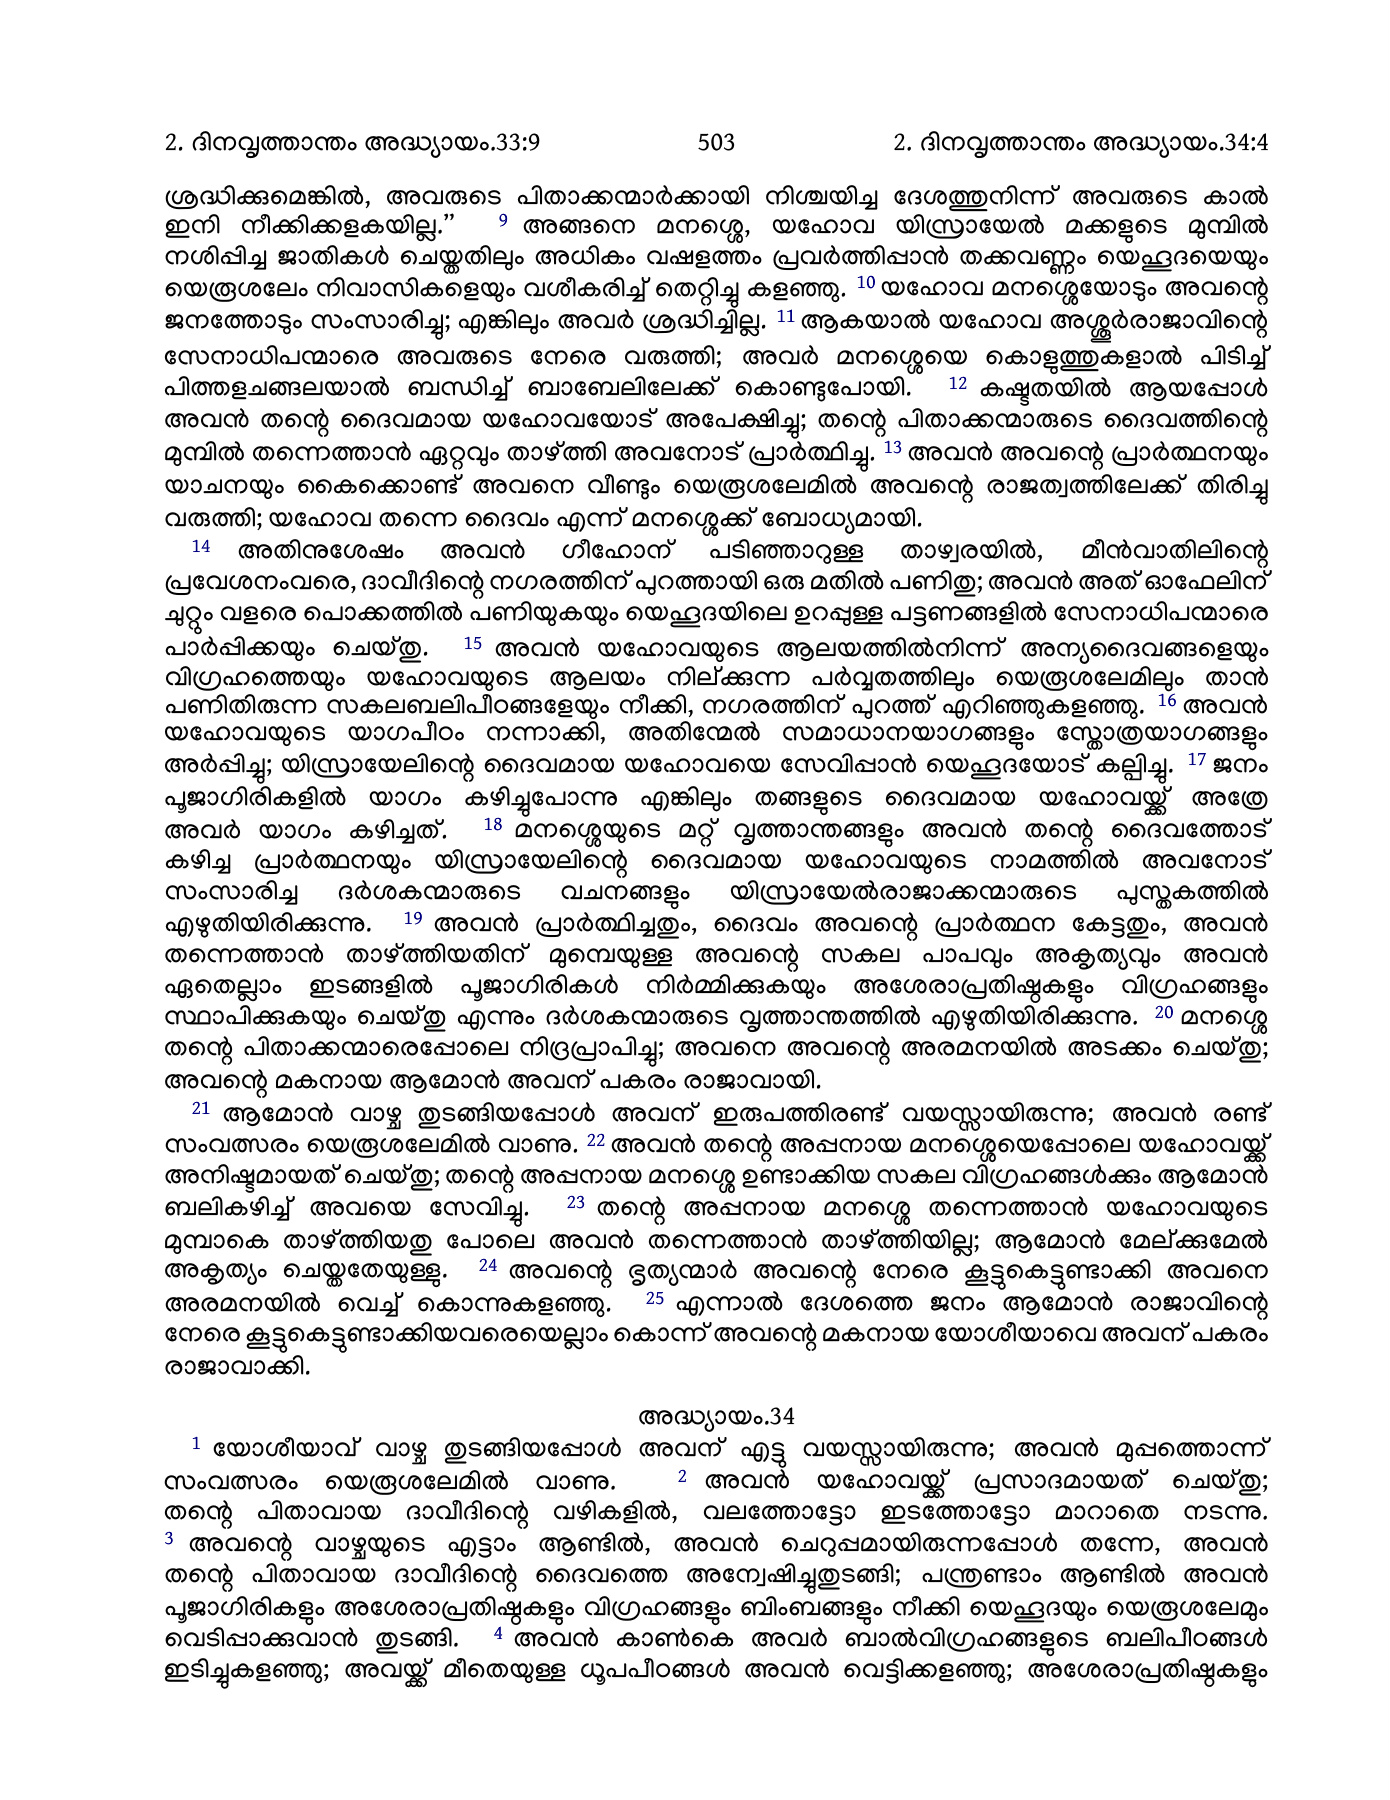 2. ദിനവൃത്താന്തം അദ്ധ്യായം.33:9 503 2. ദിനവൃത്താന്തം അദ്ധ്യായം.34:4
ശ്രദ്ധിക്കുമെങ്കിൽ, അവരുടെ പിതാക്കന്മാർക്കായി നിശ്ചയിച്ച ദേശത്തുനിന്ന് അവരുടെ കാൽ
ഇനി നീക്കിക്കളകയില്ല.” 9 അങ്ങനെ മനശ്ശെ, യഹോവ യിസ്രായേൽ മക്കളുടെ മുമ്പിൽ
നശിപ്പിച്ച ജാതികൾ ചെയ്തതിലും അധികം വഷളത്തം പ്രവർത്തിപ്പാൻ തക്കവണ്ണം യെഹൂദയെയും
യെരൂശലേം നിവാസികളെയും വശീകരിച്ച് തെറ്റിച്ചു കളഞ്ഞു. 10 യഹോവ മനശ്ശെയോടും അവന്റെ
ജനത്തോടും സംസാരിച്ചു; എങ്കിലും അവർ ശ്രദ്ധിച്ചില്ല. 11 ആകയാൽ യഹോവ അശ്ശൂർരാജാവിന്റെ
സേനാധിപന്മാരെ അവരുടെ നേരെ വരുത്തി; അവർ മനശ്ശെയെ കൊളുത്തുകളാൽ പിടിച്ച്
പിത്തളചങ്ങലയാൽ ബന്ധിച്ച് ബാബേലിലേക്ക് കൊണ്ടുപോയി. 12 കഷ്ടതയിൽ ആയപ്പോൾ
അവൻ തന്റെ ദൈവമായ യഹോവയോട് അപേക്ഷിച്ചു; തന്റെ പിതാക്കന്മാരുടെ ദൈവത്തിന്റെ
മുമ്പിൽ തന്നെത്താൻ ഏറ്റവും താഴ്ത്തി അവനോട് പ്രാർത്ഥിച്ചു. 13 അവൻ അവന്റെ പ്രാർത്ഥനയും
യാചനയും കൈക്കൊണ്ട് അവനെ വീണ്ടും യെരൂശലേമിൽ അവന്റെ രാജത്വത്തിലേക്ക് തിരിച്ചു
വരുത്തി; യഹോവ തന്നെ ദൈവം എന്ന് മനശ്ശെക്ക് ബോധ്യമായി.
14 അതിനുശേഷം അവൻ ഗീഹോന് പടിഞ്ഞാറുള്ള താഴ്വരയിൽ, മീൻവാതിലിന്റെ
പ്രവേശനംവരെ, ദാവീദിന്റെ നഗരത്തിന് പുറത്തായി ഒരു മതിൽ പണിതു; അവൻ അത് ഓഫേലിന്
ചുറ്റും വളരെ പൊക്കത്തിൽ പണിയുകയും യെഹൂദയിലെ ഉറപ്പുള്ള പട്ടണങ്ങളിൽ സേനാധിപന്മാരെ
പാർപ്പിക്കയും ചെയ്തു. 15 അവൻ യഹോവയുടെ ആലയത്തിൽനിന്ന് അന്യദൈവങ്ങളെയും
വിഗ്രഹത്തെയും യഹോവയുടെ ആലയം നില്ക്കുന്ന പർവ്വതത്തിലും യെരൂശലേമിലും താൻ
പണിതിരുന്ന സകലബലിപീഠങ്ങളേയും നീക്കി, നഗരത്തിന് പുറത്ത് എറിഞ്ഞുകളഞ്ഞു. 16 അവൻ
യഹോവയുടെ യാഗപീഠം നന്നാക്കി, അതിന്മേൽ സമാധാനയാഗങ്ങളും സ്തോത്രയാഗങ്ങളും
അർപ്പിച്ചു; യിസ്രായേലിന്റെ ദൈവമായ യഹോവയെ സേവിപ്പാൻ യെഹൂദയോട് കല്പിച്ചു. 17 ജനം
പൂജാഗിരികളിൽ യാഗം കഴിച്ചുപോന്നു എങ്കിലും തങ്ങളുടെ ദൈവമായ യഹോവയ്ക്ക് അത്രേ
അവർ യാഗം കഴിച്ചത്. 18 മനശ്ശെയുടെ മറ്റ് വൃത്താന്തങ്ങളും അവൻ തന്റെ ദൈവത്തോട്
കഴിച്ച പ്രാർത്ഥനയും യിസ്രായേലിന്റെ ദൈവമായ യഹോവയുടെ നാമത്തിൽ അവനോട്
സംസാരിച്ച ദർശകന്മാരുടെ വചനങ്ങളും യിസ്രായേൽരാജാക്കന്മാരുടെ പുസ്തകത്തിൽ
എഴുതിയിരിക്കുന്നു. 19 അവൻ പ്രാർത്ഥിച്ചതും, ദൈവം അവന്റെ പ്രാർത്ഥന കേട്ടതും, അവൻ
തന്നെത്താൻ താഴ്ത്തിയതിന് മുമ്പെയുള്ള അവന്റെ സകല പാപവും അകൃത്യവും അവൻ
ഏതെല്ലാം ഇടങ്ങളിൽ പൂജാഗിരികൾ നിർമ്മിക്കുകയും അശേരാപ്രതിഷ്ഠകളും വിഗ്രഹങ്ങളും
സ്ഥാപിക്കുകയും ചെയ്തു എന്നും ദർശകന്മാരുടെ വൃത്താന്തത്തിൽ എഴുതിയിരിക്കുന്നു. 20 മനശ്ശെ
തന്റെ പിതാക്കന്മാരെപ്പോലെ നിദ്രപ്രാപിച്ചു; അവനെ അവന്റെ അരമനയിൽ അടക്കം ചെയ്തു;
അവന്റെ മകനായ ആമോൻ അവന് പകരം രാജാവായി.
21 ആമോൻ വാഴ്ച തുടങ്ങിയപ്പോൾ അവന് ഇരുപത്തിരണ്ട് വയസ്സായിരുന്നു; അവൻ രണ്ട്
സംവത്സരം യെരൂശലേമിൽ വാണു. 22 അവൻ തന്റെ അപ്പനായ മനശ്ശെയെപ്പോലെ യഹോവയ്ക്ക്
അനിഷ്ടമായത് ചെയ്തു; തന്റെ അപ്പനായ മനശ്ശെ ഉണ്ടാക്കിയ സകല വിഗ്രഹങ്ങൾക്കും ആമോൻ
ബലികഴിച്ച് അവയെ സേവിച്ചു. 23 തന്റെ അപ്പനായ മനശ്ശെ തന്നെത്താൻ യഹോവയുടെ
മുമ്പാകെ താഴ്ത്തിയതു പോലെ അവൻ തന്നെത്താൻ താഴ്ത്തിയില്ല; ആമോൻ മേല്ക്കുമേൽ
അകൃത്യം ചെയ്തതേയുള്ളു. 24 അവന്റെ ഭൃത്യന്മാർ അവന്റെ നേരെ കൂട്ടുകെട്ടുണ്ടാക്കി അവനെ
അരമനയിൽ വെച്ച് കൊന്നുകളഞ്ഞു. 25 എന്നാൽ ദേശത്തെ ജനം ആമോൻ രാജാവിന്റെ
നേരെ കൂട്ടുകെട്ടുണ്ടാക്കിയവരെയെല്ലാം കൊന്ന് അവന്റെ മകനായ യോശീയാവെ അവന് പകരം
രാജാവാക്കി.
അദ്ധ്യായം.34
1 യോശീയാവ് വാഴ്ച തുടങ്ങിയപ്പോൾ അവന് എട്ടു വയസ്സായിരുന്നു; അവൻ മുപ്പത്തൊന്ന്
സംവത്സരം യെരൂശലേമിൽ വാണു. 2 അവൻ യഹോവയ്ക്ക് പ്രസാദമായത് ചെയ്തു;
തന്റെ പിതാവായ ദാവീദിന്റെ വഴികളിൽ, വലത്തോട്ടോ ഇടത്തോട്ടോ മാറാതെ നടന്നു.
3 അവന്റെ വാഴ്ചയുടെ എട്ടാം ആണ്ടിൽ, അവൻ ചെറുപ്പമായിരുന്നപ്പോൾ തന്നേ, അവൻ
തന്റെ പിതാവായ ദാവീദിന്റെ ദൈവത്തെ അന്വേഷിച്ചുതുടങ്ങി; പന്ത്രണ്ടാം ആണ്ടിൽ അവൻ
പൂജാഗിരികളും അശേരാപ്രതിഷ്ഠകളും വിഗ്രഹങ്ങളും ബിംബങ്ങളും നീക്കി യെഹൂദയും യെരൂശലേമും
വെടിപ്പാക്കുവാൻ തുടങ്ങി. 4 അവൻ കാൺകെ അവർ ബാൽവിഗ്രഹങ്ങളുടെ ബലിപീഠങ്ങൾ
ഇടിച്ചുകളഞ്ഞു; അവയ്ക്ക് മീതെയുള്ള ധൂപപീഠങ്ങൾ അവൻ വെട്ടിക്കളഞ്ഞു; അശേരാപ്രതിഷ്ഠകളും